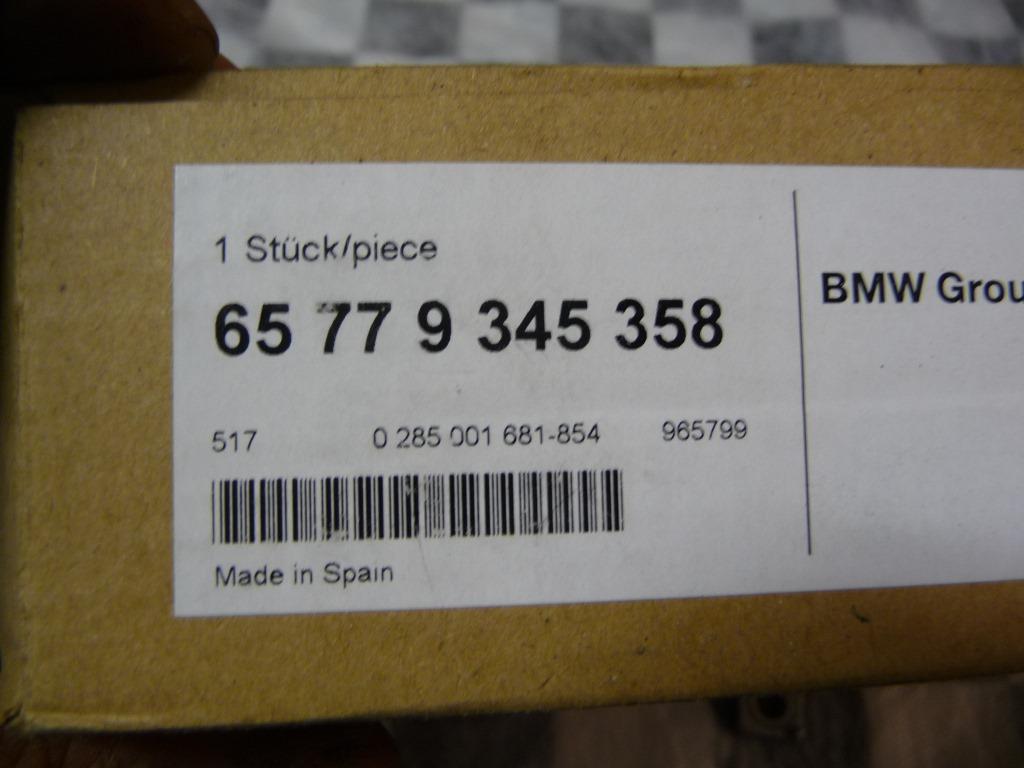 1 Stück/piece
65 77 9 345 358
517 0 285 001 681-854 965799
Made in Spain
BMW Grou